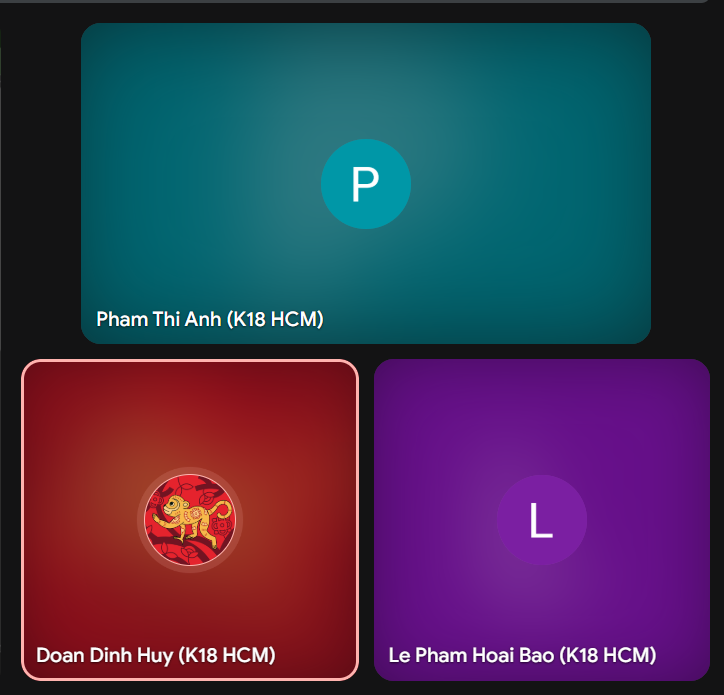 P
Pham Thi Anh (K18 HCM)
Doan Dinh Huy (K18 HCM)
L
Le Pham Hoai Bao (K18 HCM)